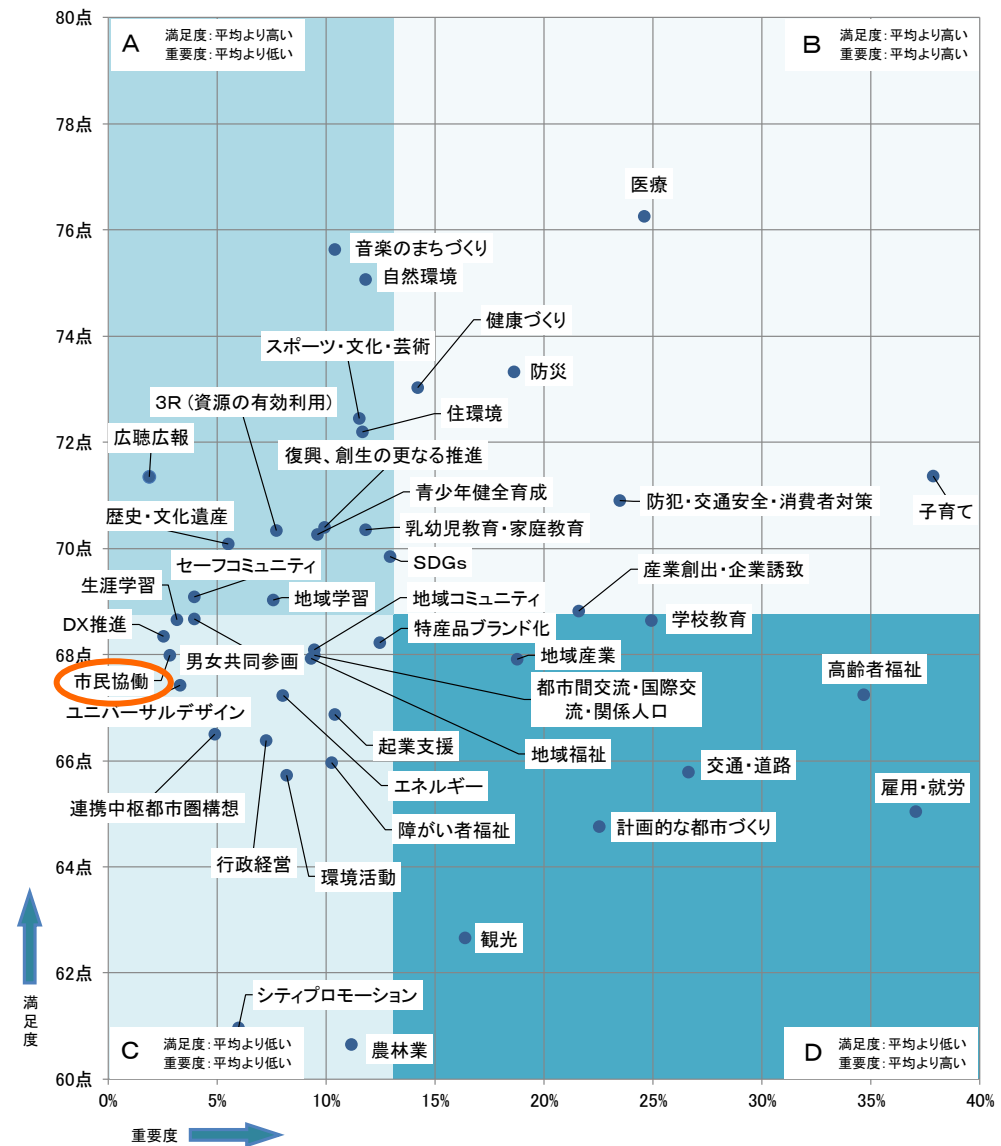 80点
A
満足度:平均より高い
重要度:平均より低い
B
満足度:平均より高い
重要度:平均より高い
78点
医療
76点
音楽のまちづくり
自然環境
74点
健康づくり
スポーツ・文化・芸術
防災
3R(資源の有効利用)
住環境
72点
広聴広報
復興、創生の更なる推進
青少年健全育成
防犯・交通安全・消費者対策
子育て
歴史・文化遺産
乳幼児教育・家庭教育
70点
セーフコミュニティ
SDGs
産業創出・企業誘致
生涯学習
地域学習
地域コミュニティ
DX推進
特産品ブランド化
学校教育
68点
男女共同参画
地域産業
高齢者福祉
市民協働
都市間交流・国際交
流・関係人口
ユニバーサルデザイン
起業支援
地域福祉
66点
交通・道路
エネルギー
雇用・就労
連携中枢都市圏構想
障がい者福祉
計画的な都市づくり
行政経営
環境活動
64点
観光
62点
シティプロモーション
満足度
C
満足度:平均より低い
重要度:平均より低い
農林業
D
満足度:平均より低い
重要度:平均より高い
60点
0%
5%
10%
15%
20%
25%
30%
35%
40%
重要度